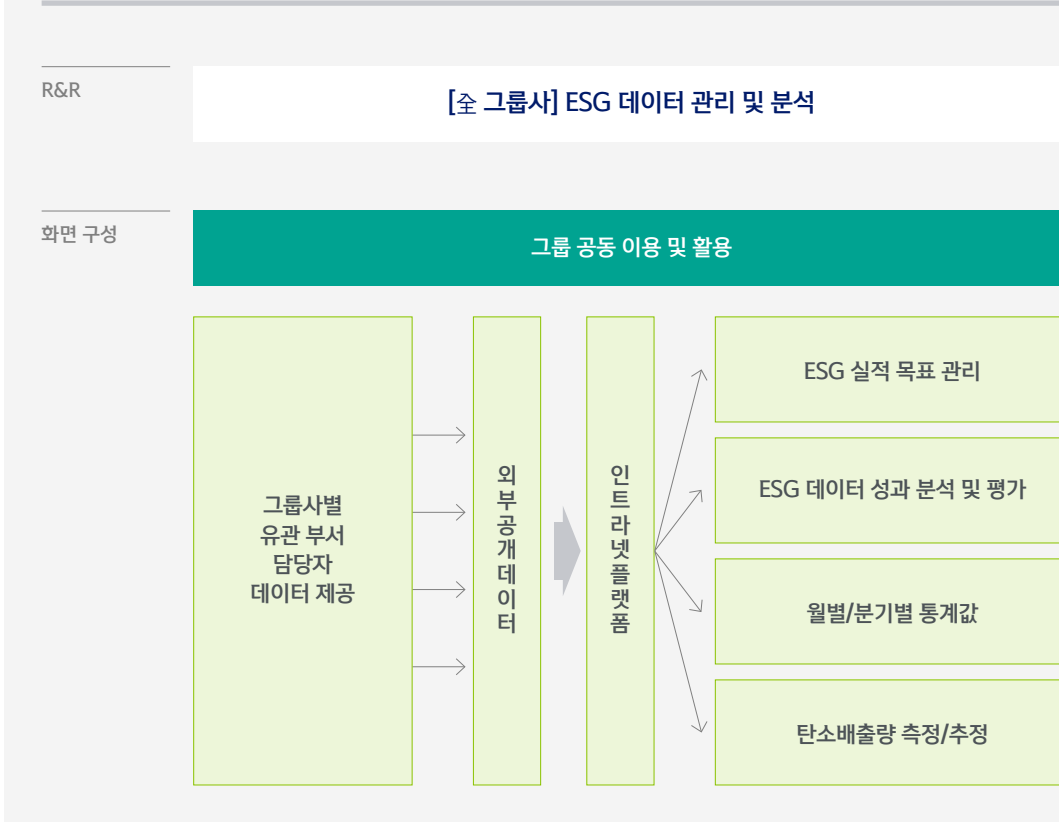 R&R
[全 그룹사] ESG 데이터 관리 및 분석
화면 구성
그룹 공동 이용 및 활용
그룹사별
유관 부서
담당자
데이터 제공
외부공개데이터
인트라넷플랫폼
ESG 실적 목표 관리
ESG 데이터 성과 분석 및 평가
월별/분기별 통계값
탄소배출량 측정/추정